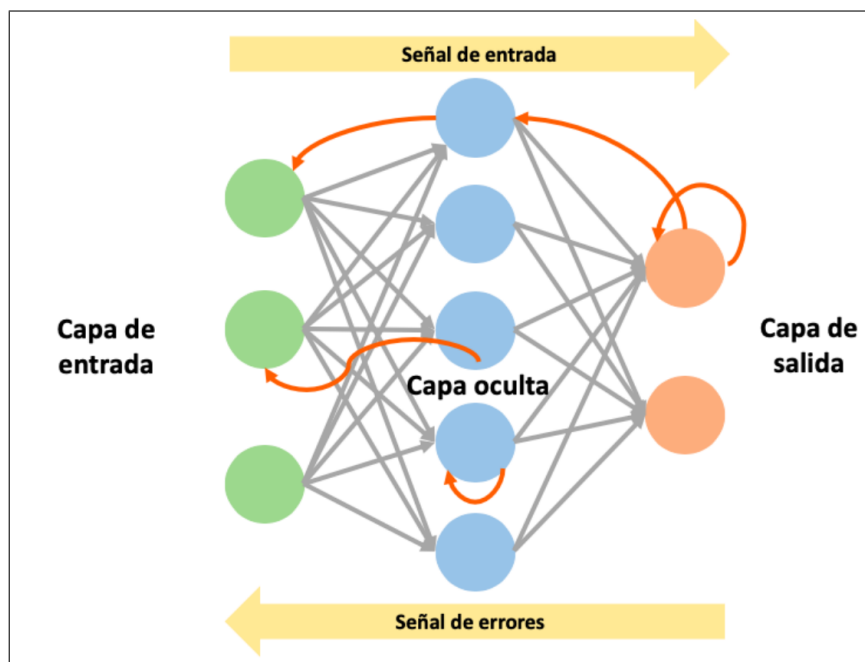 Señal de entrada
Capa de
entrada
Capa oculta
Capa de
salida
Señal de errores